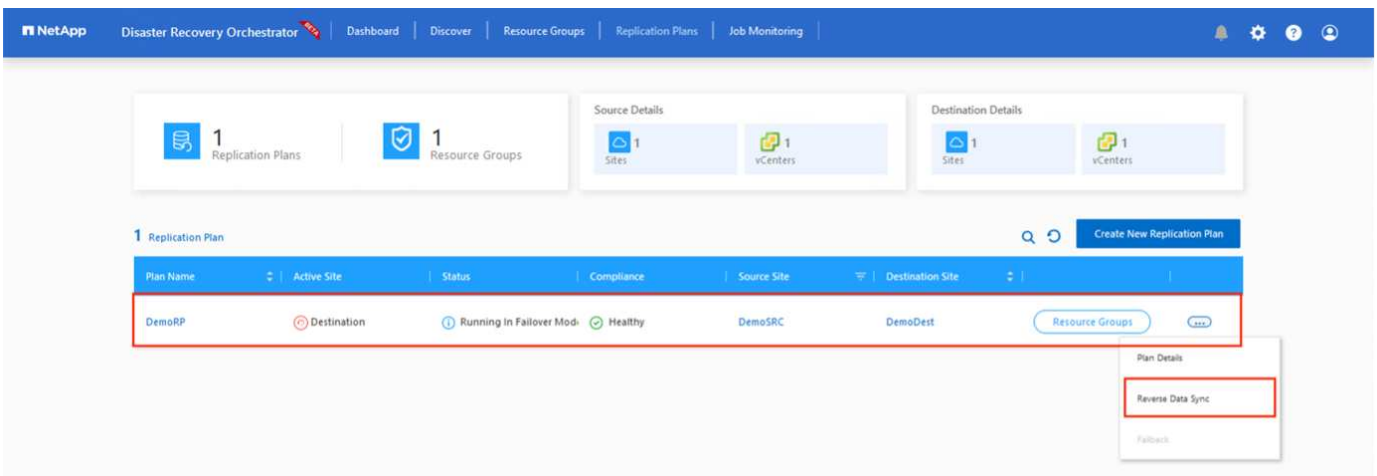 NetApp Disaster Recovery Orchestrator BETA Dashboard Discover Resource Groups Replication Plans Job Monitoring
1 Replication Plans
1 Resource Groups
Source Details
1 Sites
1 vCenters
Destination Details
1 Sites
1 vCenters
1 Replication Plan
Create New Replication Plan
Plan Name Active Site Status Compliance Source Site Destination Site
DemoRP Destination Running In Failover Mod Healthy DemoSRC DemoDest Resource Groups ...
Plan Details
Reverse Data Sync
Failback